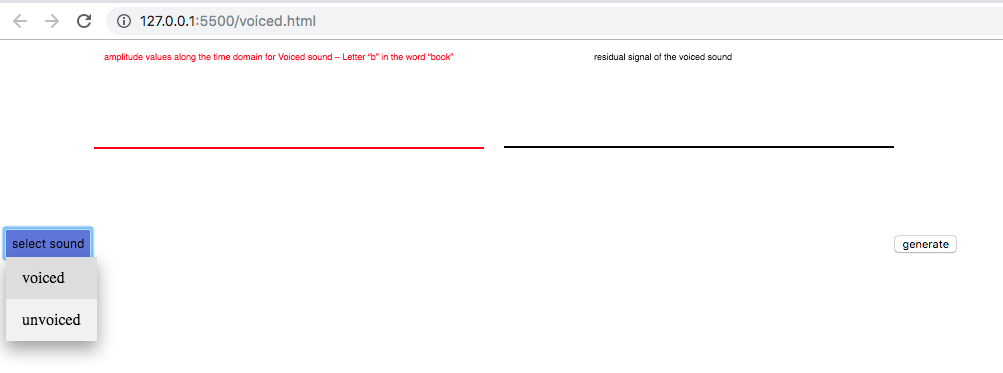 127.0.0.1:5500/voiced.html
amplitude values along the time domain for Voiced sound – Letter “b” in the word “book”
residual signal of the voiced sound
select sound
generate
voiced
unvoiced